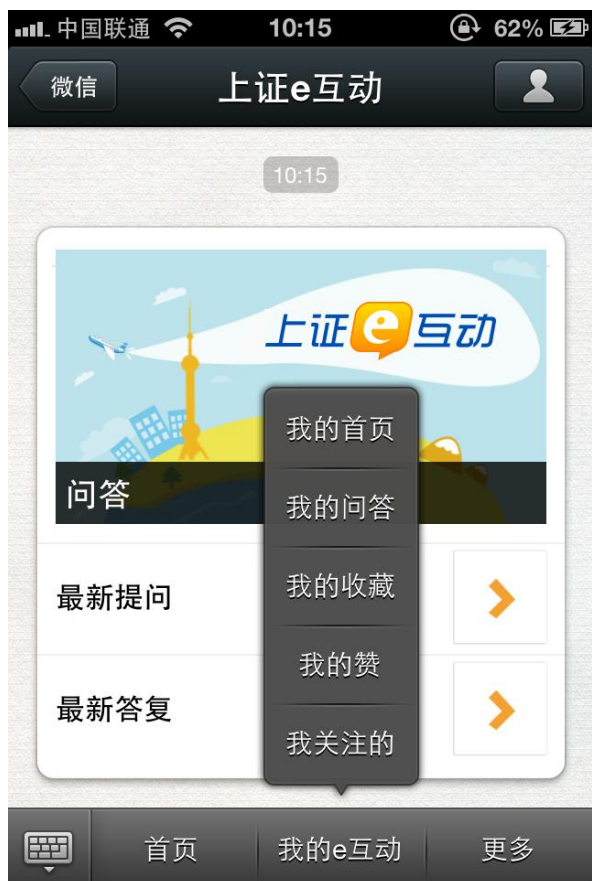 中国联通 10:15 62%
微信 上证e互动
10:15
上证e互动
我的首页
问答 我的问答
最新提问 我的收藏
我的赞
最新答复 我关注的
首页 我的e互动 更多